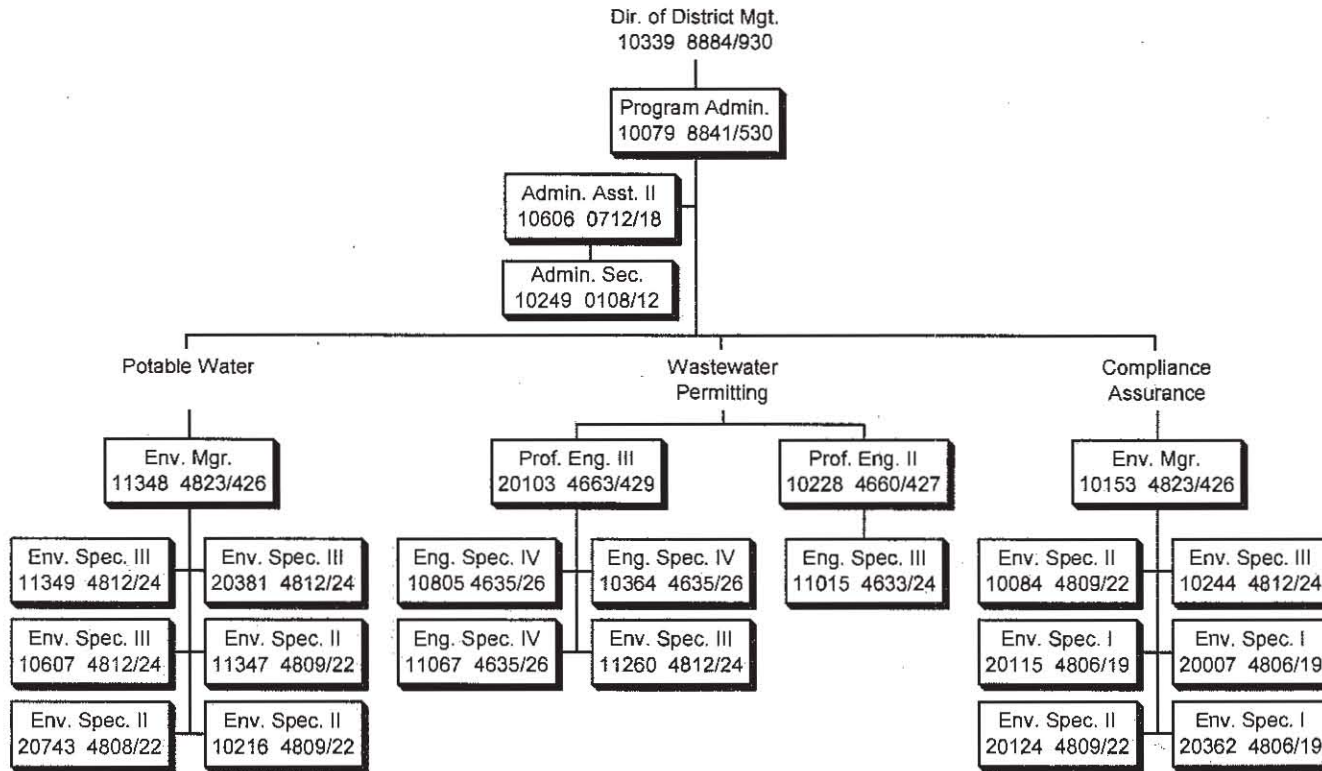 Dir. of District Mgt.
10339 8884/930
Program Admin.
10079 8841/530
Admin. Asst. II
10606 0712/18
Admin. Sec.
10249 0108/12
Potable Water
Env. Mgr.
11348 4823/426
Env. Spec. III
11349 4812/24
Env. Spec. III
20381 4812/24
Env. Spec. III
10607 4812/24
Env. Spec. II
11347 4809/22
Env. Spec. II
20743 4808/22
Env. Spec. II
10216 4809/22
Wastewater
Permitting
Prof. Eng. III
20103 4663/429
Eng. Spec. IV
10805 4635/26
Eng. Spec. IV
10364 4635/26
Eng. Spec. IV
11067 4635/26
Env. Spec. III
11260 4812/24
Prof. Eng. II
10228 4660/427
Eng. Spec. III
11015 4633/24
Compliance
Assurance
Env. Mgr.
10153 4823/426
Env. Spec. II
10084 4809/22
Env. Spec. III
10244 4812/24
Env. Spec. I
20115 4806/19
Env. Spec. I
20007 4806/19
Env. Spec. II
20124 4809/22
Env. Spec. I
20362 4806/19